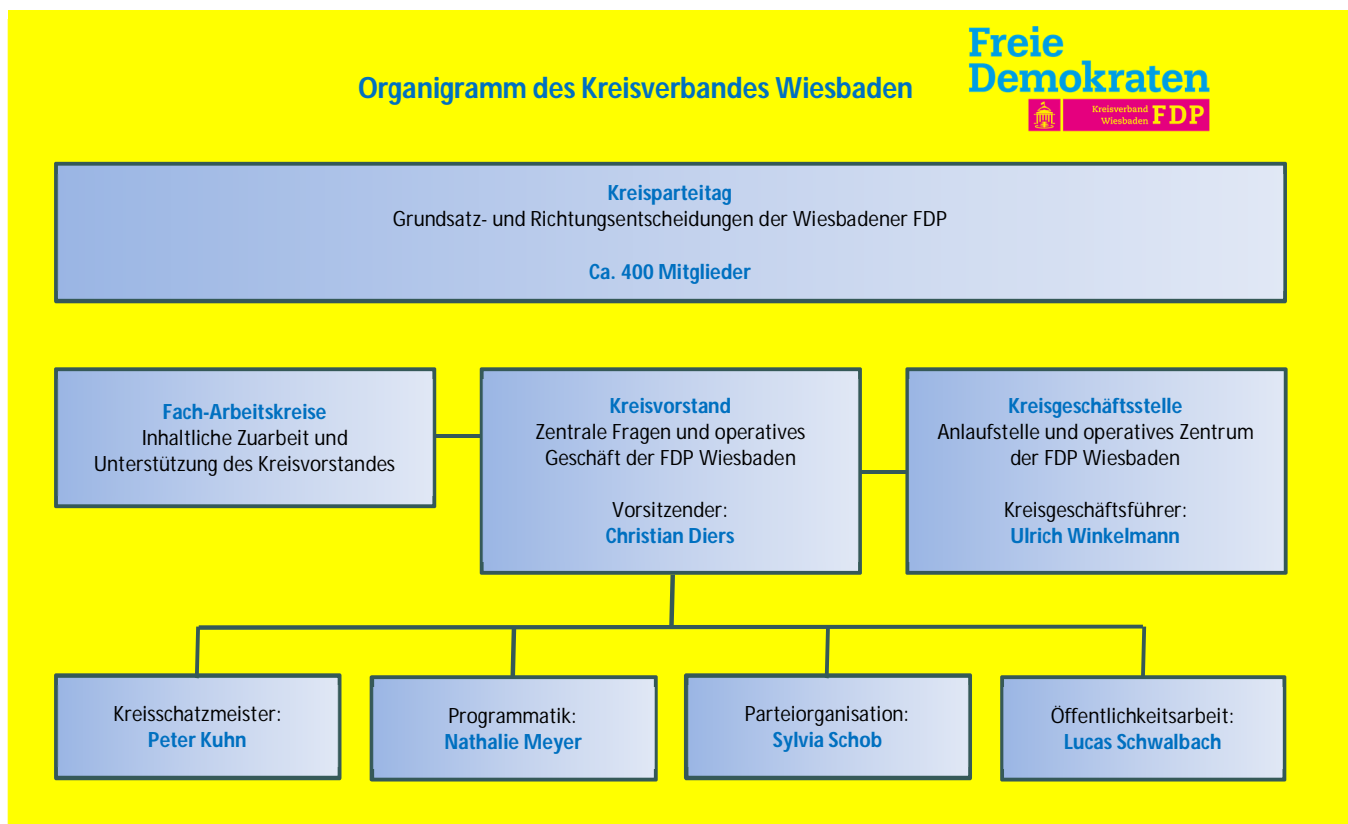 Organigramm des Kreisverbandes Wiesbaden
Freie
Demokraten
Kreisverband
Wiesbaden FDP
Kreisparteitag
Grundsatz- und Richtungsentscheidungen der Wiesbadener FDP
Ca. 400 Mitglieder
Fach-Arbeitskreise
Inhaltliche Zuarbeit und
Unterstützung des Kreisvorstandes
Kreisvorstand
Zentrale Fragen und operatives
Geschäft der FDP Wiesbaden
Vorsitzender:
Christian Diers
Kreisgeschäftsstelle
Anlaufstelle und operatives Zentrum
der FDP Wiesbaden
Kreisgeschäftsführer:
Ulrich Winkelmann
Kreisschatzmeister:
Peter Kuhn
Programmatik:
Nathalie Meyer
Parteiorganisation:
Sylvia Schob
Öffentlichkeitsarbeit:
Lucas Schwalbach